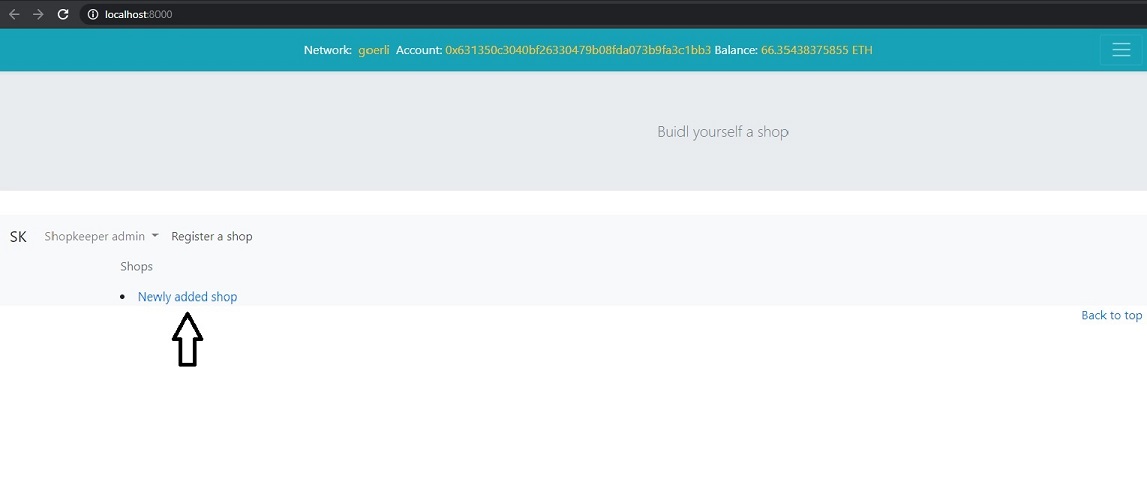 localhost:8000
Network: goerli Account: 0x631350c3040bf26330479b08fda073b9fa3c1bb3 Balance: 66.35438375855 ETH
Buidl yourself a shop
SK Shopkeeper admin Register a shop
Shops
Newly added shop
Back to top